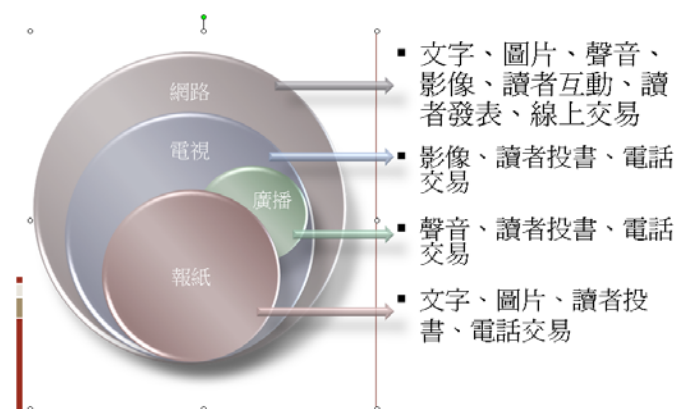 網路
電視
廣播
報紙
▪ 文字、圖片、聲音、
影像、讀者互動、讀
者發表、線上交易
▪ 影像、讀者投書、電話
交易
▪ 聲音、讀者投書、電話
交易
▪ 文字、圖片、讀者投
書、電話交易